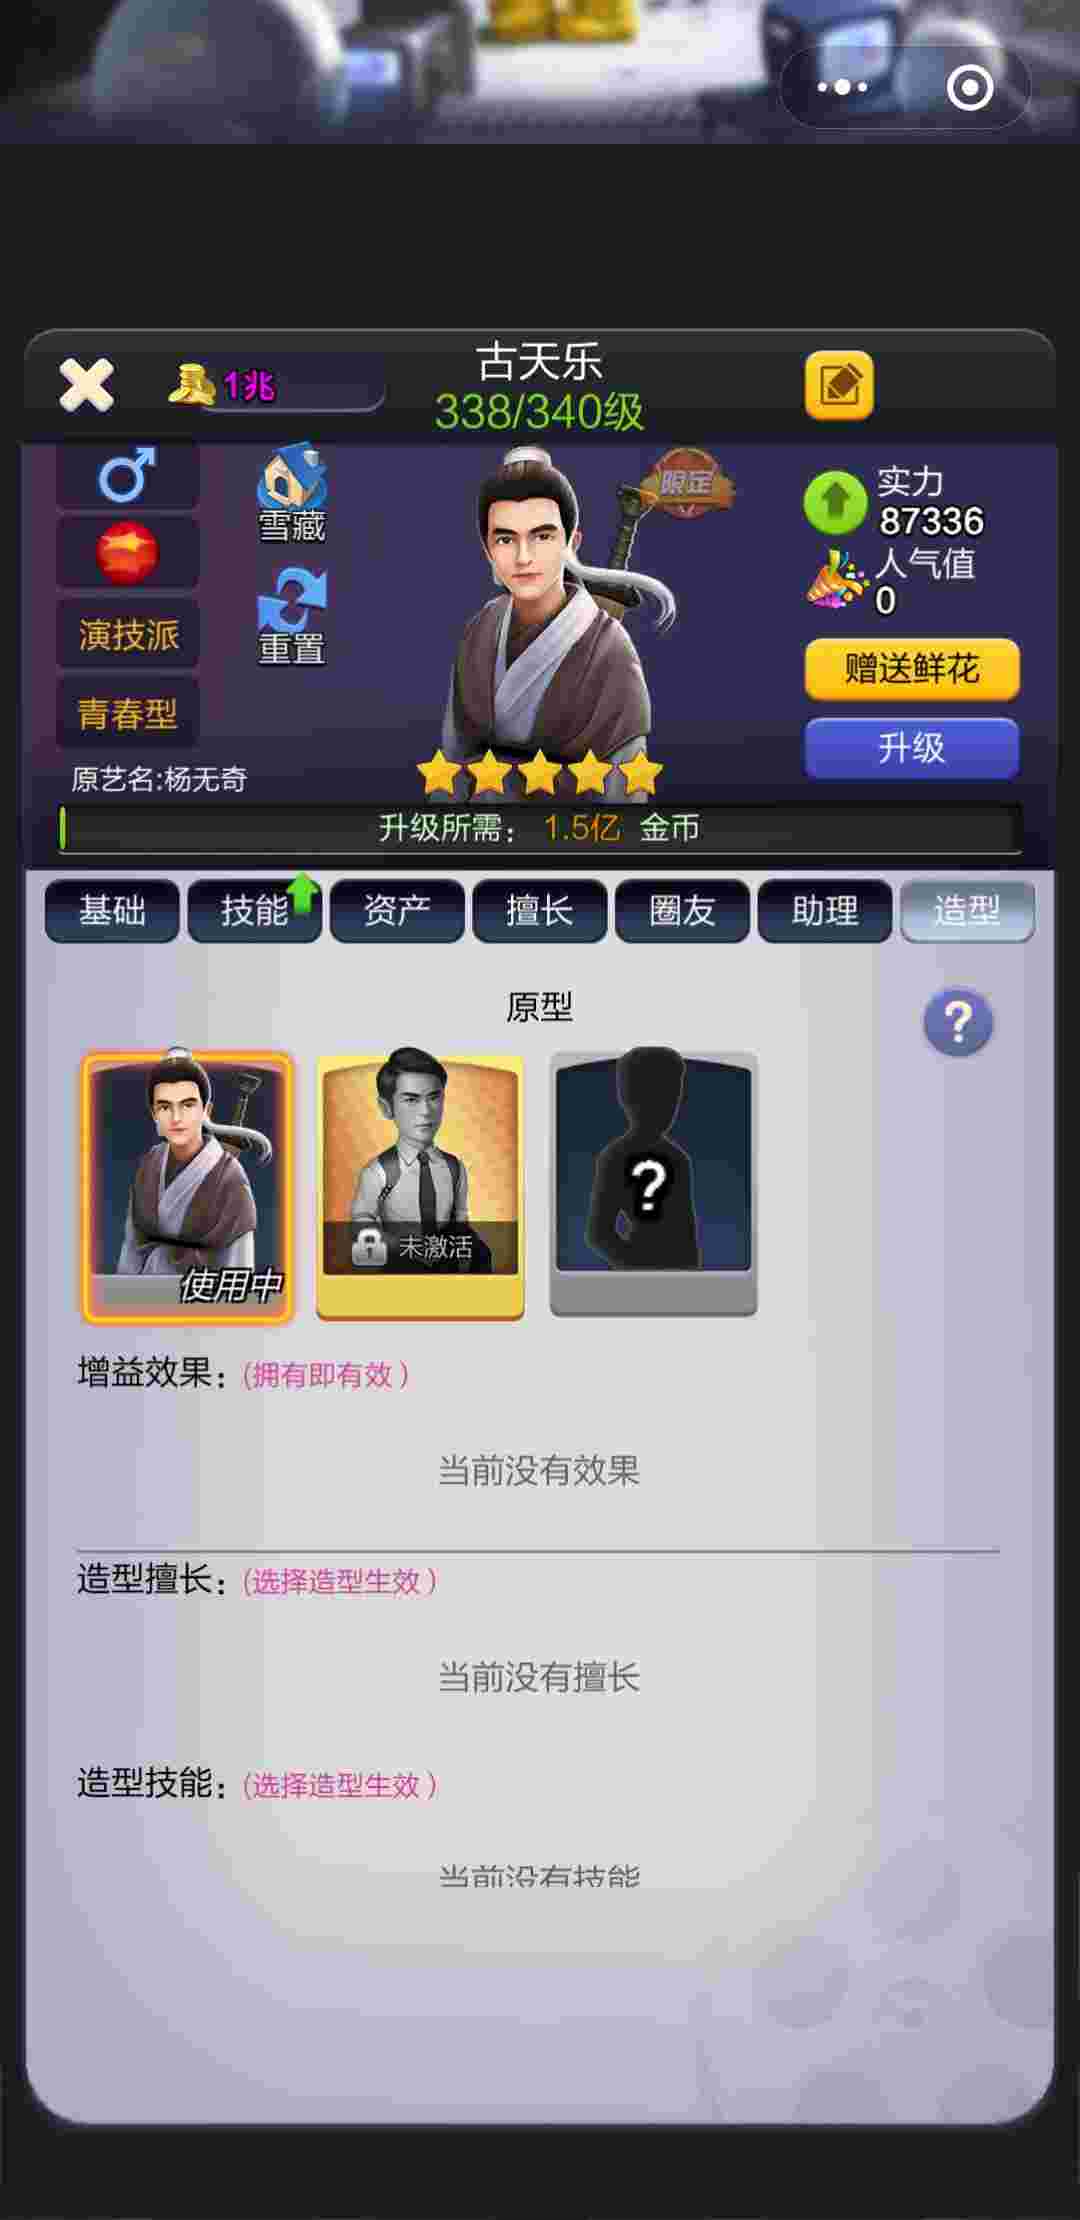 1兆
古天乐
338/340级
雪藏
重置
限定
实力
87336
人气值
0
演技派
青春型
赠送鲜花
升级
原艺名:杨无奇
升级所需： 1.5亿 金币
基础
技能
资产
擅长
圈友
助理
造型
原型
?
使用中
未激活
?
增益效果：(拥有即有效)
当前没有效果
造型擅长：(选择造型生效)
当前没有擅长
造型技能：(选择造型生效)
当前没有技能